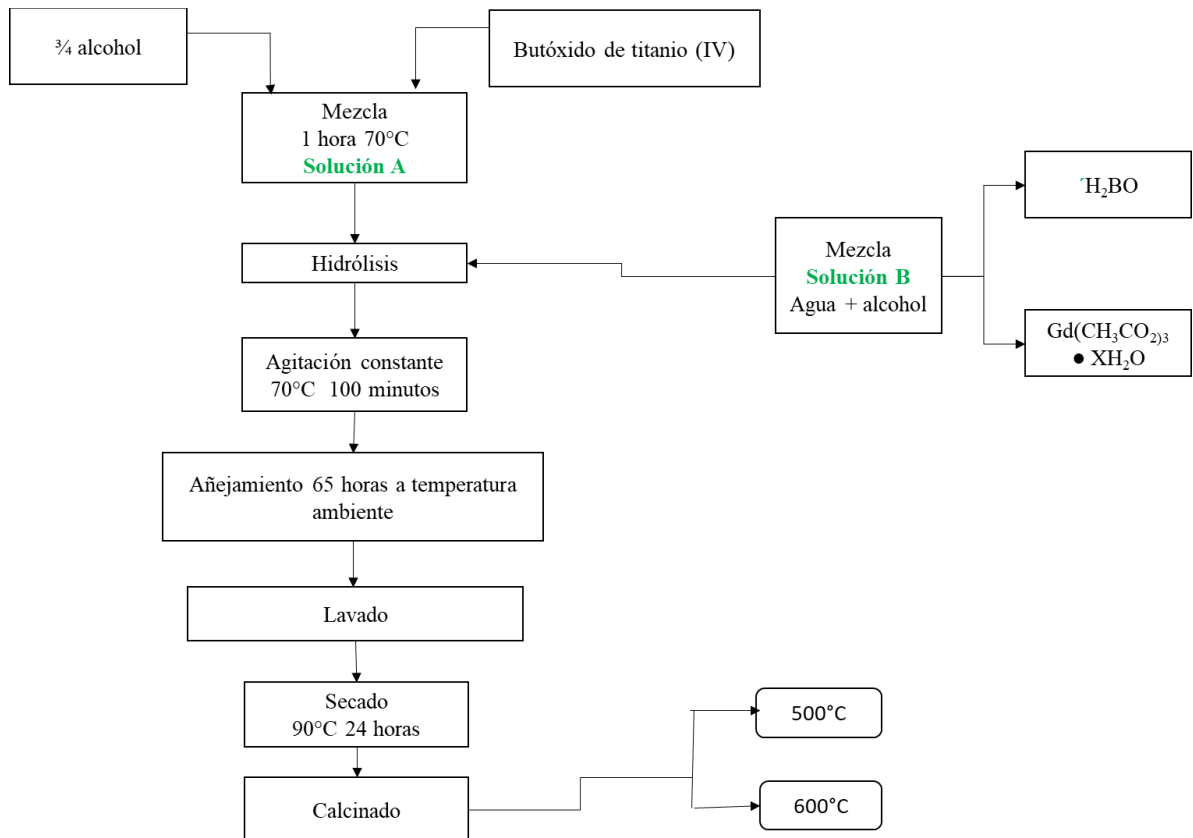 ¾ alcohol
Butóxido de titanio (IV)
Mezcla
1 hora 70°C
Solución A
Hidrólisis
Mezcla
Solución B
Agua + alcohol
´H₂BO
Gd(CH₃CO₂₎₃
● XH₂O
Agitación constante
70°C 100 minutos
Añejamiento 65 horas a temperatura
ambiente
Lavado
Secado
90°C 24 horas
Calcinado
500°C
600°C